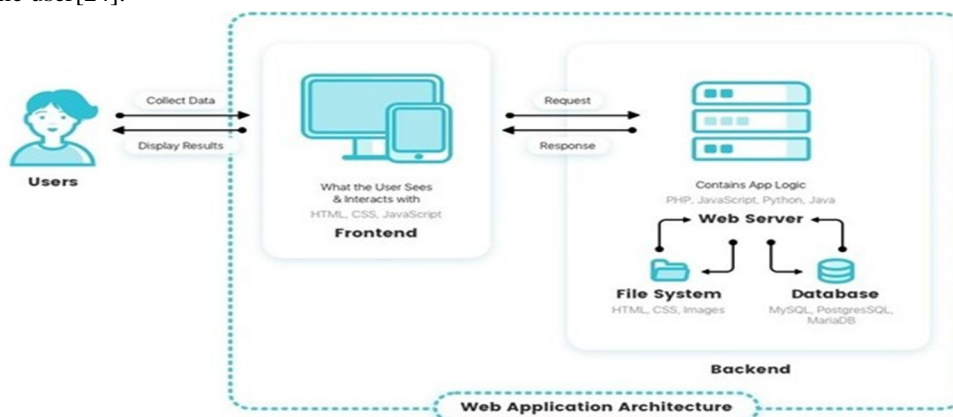 user[24].
Collect Data
Display Results
Users
What the User Sees
& Interacts with
HTML, CSS, JavaScript
Frontend
Request
Response
Contains App Logic
PHP, JavaScript, Python, Java
Web Server
File System
HTML, CSS, Images
Database
MySQL, PostgresSQL,
MariaDB
Backend
Web Application Architecture